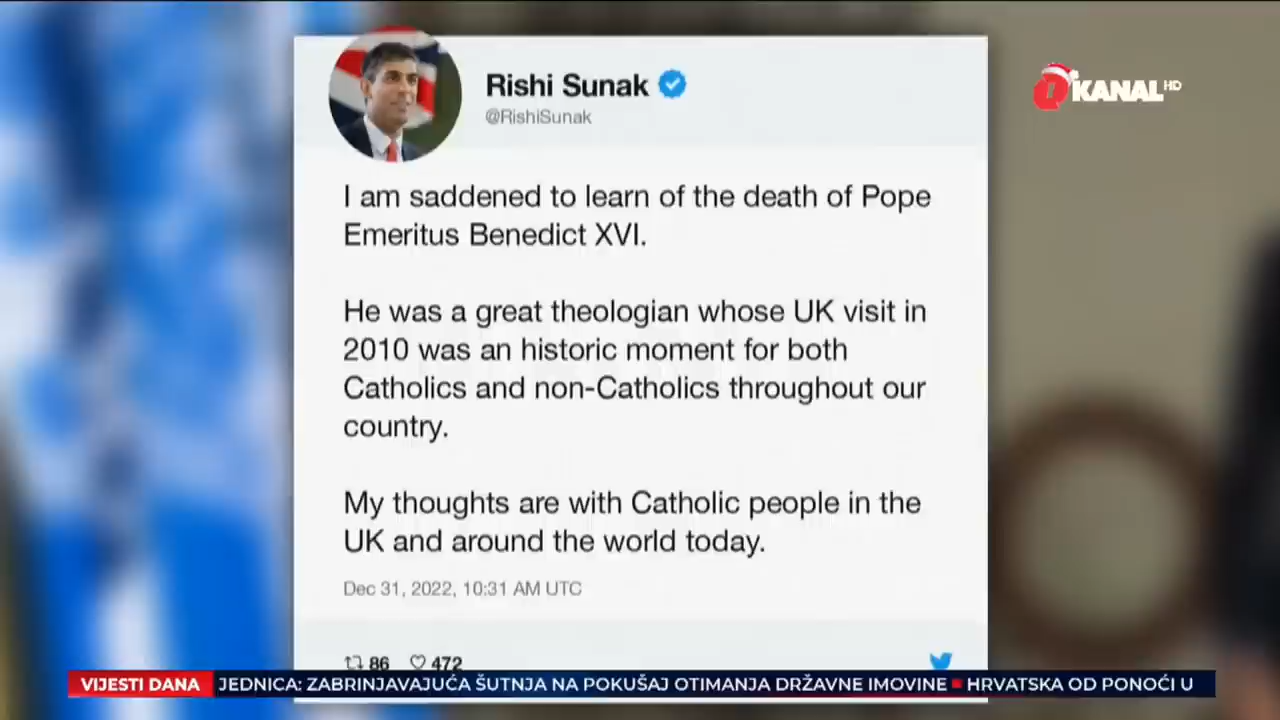 Rishi Sunak
@RishiSunak
KANAL HD
I am saddened to learn of the death of Pope
Emeritus Benedict XVI.
He was a great theologian whose UK visit in
2010 was an historic moment for both
Catholics and non-Catholics throughout our
country.
My thoughts are with Catholic people in the
UK and around the world today.
Dec 31, 2022, 10:31 AM UTC
86 472
VIJESTI DANA JEDNICA: ZABRINJAVAJUĆA ŠUTNJA NA POKUŠAJ OTIMANJA DRŽAVNE IMOVINE HRVATSKA OD PONOĆI U